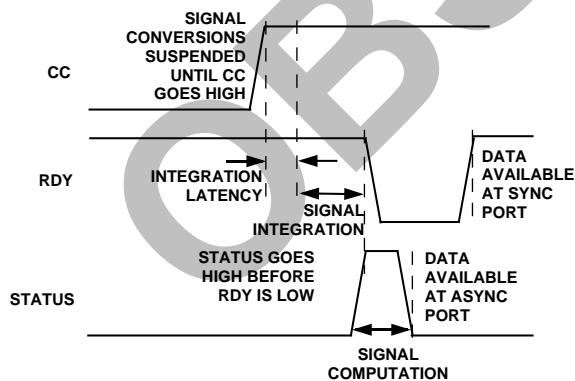 SIGNAL
CONVERSIONS
SUSPENDED
UNTIL CC
GOES HIGH
CC
RDY
INTEGRATION
LATENCY
SIGNAL
INTEGRATION
DATA
AVAILABLE
AT SYNC
PORT
STATUS GOES
HIGH BEFORE
RDY IS LOW
DATA
AVAILABLE
AT ASYNC
PORT
STATUS
SIGNAL
COMPUTATION